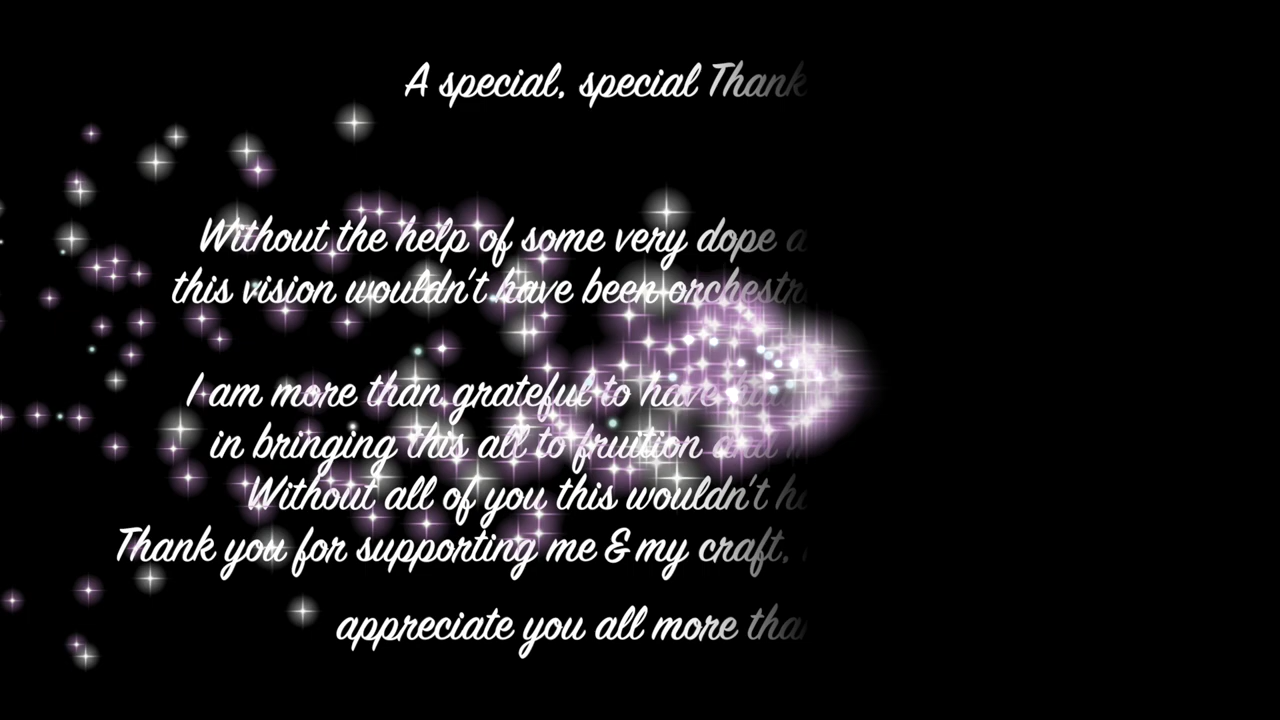 A special, special Thank
Without the help of some very dope
this vision wouldn't have been
I am more than grateful to have
in bringing this all to fruition and
Without all of you this wouldn't
Thank you for supporting me & my craft,
appreciate you all more